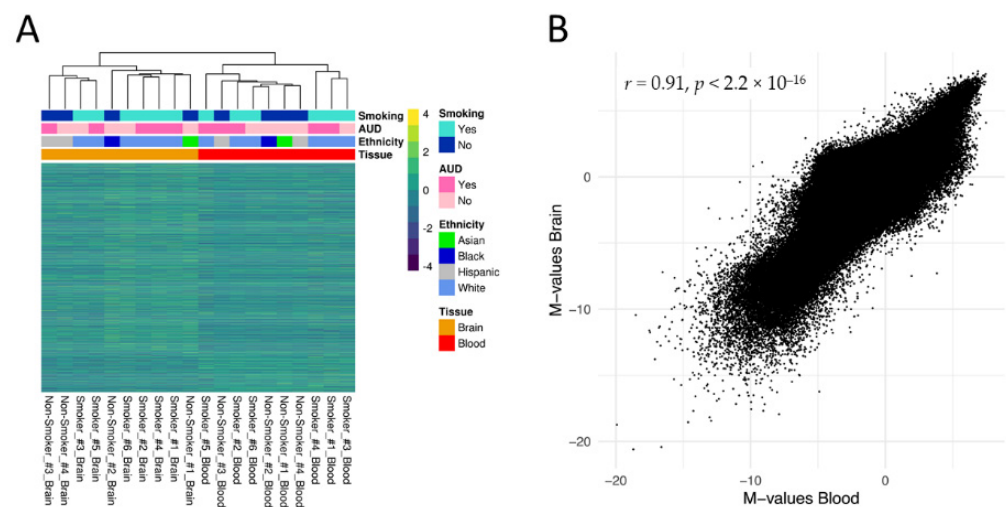 A
Smoking
AUD
Ethnicity
Tissue
4
2
0
-2
-4
Smoking
Yes
No
AUD
Yes
No
Ethnicity
Asian
Black
Hispanic
White
Tissue
Brain
Blood
Non-Smoker_#3_Brain
Non-Smoker_#4_Brain
Smoker_#3_Brain
Smoker_#5_Brain
Non-Smoker_#2_Brain
Smoker_#6_Brain
Smoker_#2_Brain
Smoker_#4_Brain
Smoker_#1_Brain
Non-Smoker_#1_Brain
Smoker_#5_Blood
Non-Smoker_#3_Blood
Smoker_#2_Blood
Smoker_#6_Blood
Non-Smoker_#2_Blood
Non-Smoker_#1_Blood
Non-Smoker_#4_Blood
Smoker_#4_Blood
Smoker_#1_Blood
Smoker_#3_Blood
B
r = 0.91, p < 2.2 × 10⁻¹⁶
M-values Brain
0
−10
−20
−20
−10
0
M-values Blood